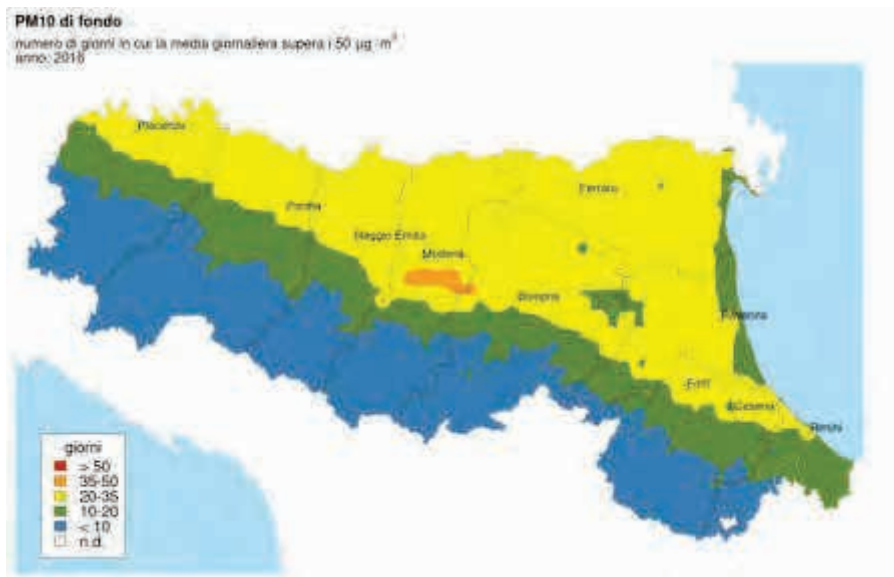 PM10 di fondo
numero di giorni in cui la media giornaliera supera i 50 µg m³
anno: 2016
Piacenza
Parma
Ferrara
Reggio Emilia
Modena
Bologna
Ravenna
Forlì
Cesena
Rimini
giorni
> 50
35-50
20-35
10-20
< 10
n.d.